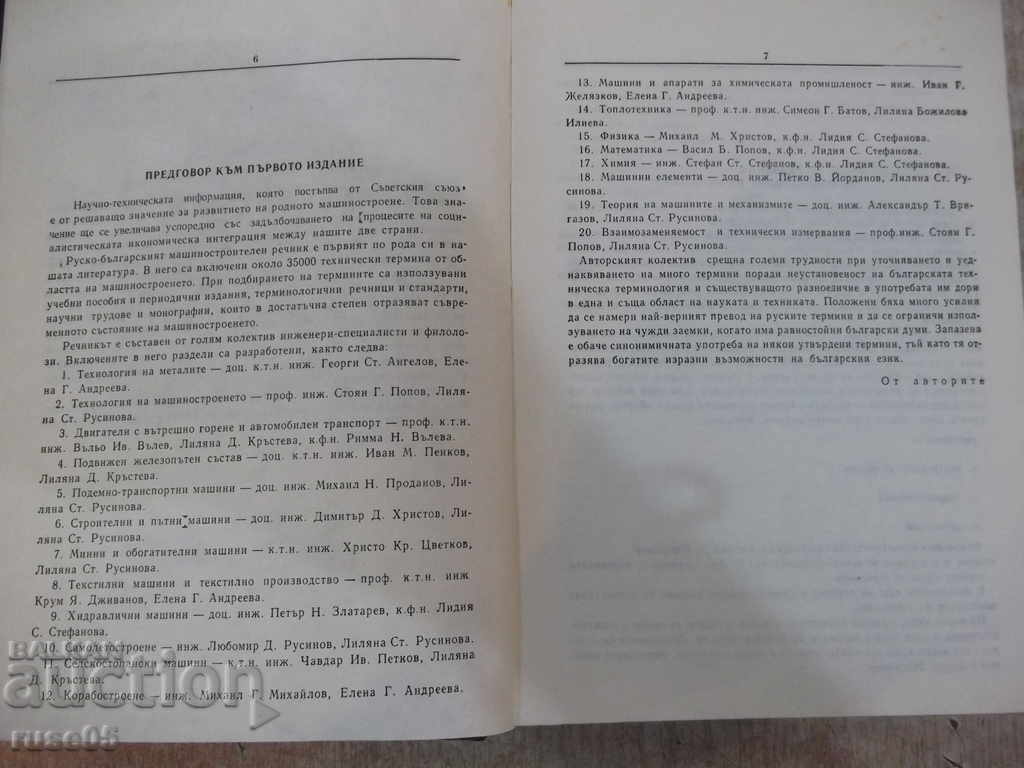 6
ПРЕДГОВОР КЪМ ПЪРВОТО ИЗДАНИЕ
Научно-техническата информация, която постъпва от Съветския съюз
е от решаващо значение за развитието на родното машиностроене. Това зна-
чение ще се увеличава успоредно със задълбочаването на процесите на соци-
алистическата икономическа интеграция между нашите две страни.
Руско-българският машиностроителен речник е първият по рода си в на-
шата литература. В него са включени около 35000 технически термина от об-
ластта на машиностроенето. При подбирането на термините са използувани
учебни пособия и периодични издания, терминологични речници и стандарти,
научни трудове и монографии, които в достатъчна степен отразяват съвре-
менното състояние на машиностроенето.
Речникът е съставен от голям колектив инженери-специалисти и филоло-
зи. Включените в него раздели са разработени, както следва:
1. Технология на металите — доц. к.т.н. инж. Георги Ст. Ангелов, Еле-
на Г. Андреева.
2. Технология на машиностроенето — проф. инж. Стоян Г. Попов, Лиля-
на Ст. Русинова.
3. Двигатели с вътрешно горене и автомобилен транспорт — проф. к.т.н.
инж. Въльо Ив. Вълев, Лиляна Д. Кръстева, к.ф.н. Римма Н. Вълева.
4. Подвижен железопътен състав — доц. к.т.н. инж. Иван М. Пенков,
Лиляна Д. Кръстева.
5. Подемно-транспортни машини — доц. инж. Михаил Н. Проданов, Ли-
ляна Ст. Русинова.
6. Строителни и пътни машини — доц. инж. Димитър Д. Христов, Ли-
ляна Ст. Русинова.
7. Минни и обогатителни машини — к.т.н. инж. Христо Кр. Цветков,
Лиляна Ст. Русинова.
8. Текстилни машини и текстилно производство — проф. к.т.н. инж
Крум Я. Дживанов, Елена Г. Андреева.
9. Хидравлични машини — доц. инж. Петър Н. Златарев, к.ф.н. Лидия
С. Стефанова.
10. Самолетостроене — инж. Любомир Д. Русинов, Лиляна Ст. Русинова.
11. Селскостопански машини — к.т.н. инж. Чавдар Ив. Петков, Лиляна
Д. Кръстева.
12. Корабостроене — инж. Михаил Г. Михайлов, Елена Г. Андреева.
7
13. Машини и апарати за химическата промишленост — инж. Иван Г.
Желязков, Елена Г. Андреева.
14. Топлотехника — проф. к.т.н. инж. Симеон Г. Батов, Лиляна Божилова
Илиева.
15. Физика — Михаил М. Христов, к.ф.н. Лидия С. Стефанова.
16. Математика — Васил Б. Попов, к.ф.н. Лидия С. Стефанова.
17. Химия — инж. Стефан Ст. Стефанов, к.ф.н. Лидия С. Стефанова.
18. Машинни елементи — доц. инж. Петко В. Йорданов, Лиляна Ст. Ру-
синова.
19. Теория на машините и механизмите — доц. инж. Александър Т. Ври-
газов, Лиляна Ст. Русинова.
20. Взаимозаменяемост и технически измервания — проф.инж. Стоян Г.
Попов, Лиляна Ст. Русинова.
Авторският колектив срещна големи трудности при уточняването и уед-
наквяването на много термини поради неустановеност на българската тех-
ническа терминология и съществуващото разноезичие в употребата им дори
в една и съща област на науката и техниката. Положени бяха много усилия
да се намери най-верният превод на руските термини и да се ограничи изпол-
зуването на чужди заемки, когато има равностойни български думи. Запазена
е обаче синонимичната употреба на някои утвърдени термини, тъй като тя от-
разява богатите изразни възможности на българския език.
От авторите
BALKAN
auction
ruse05